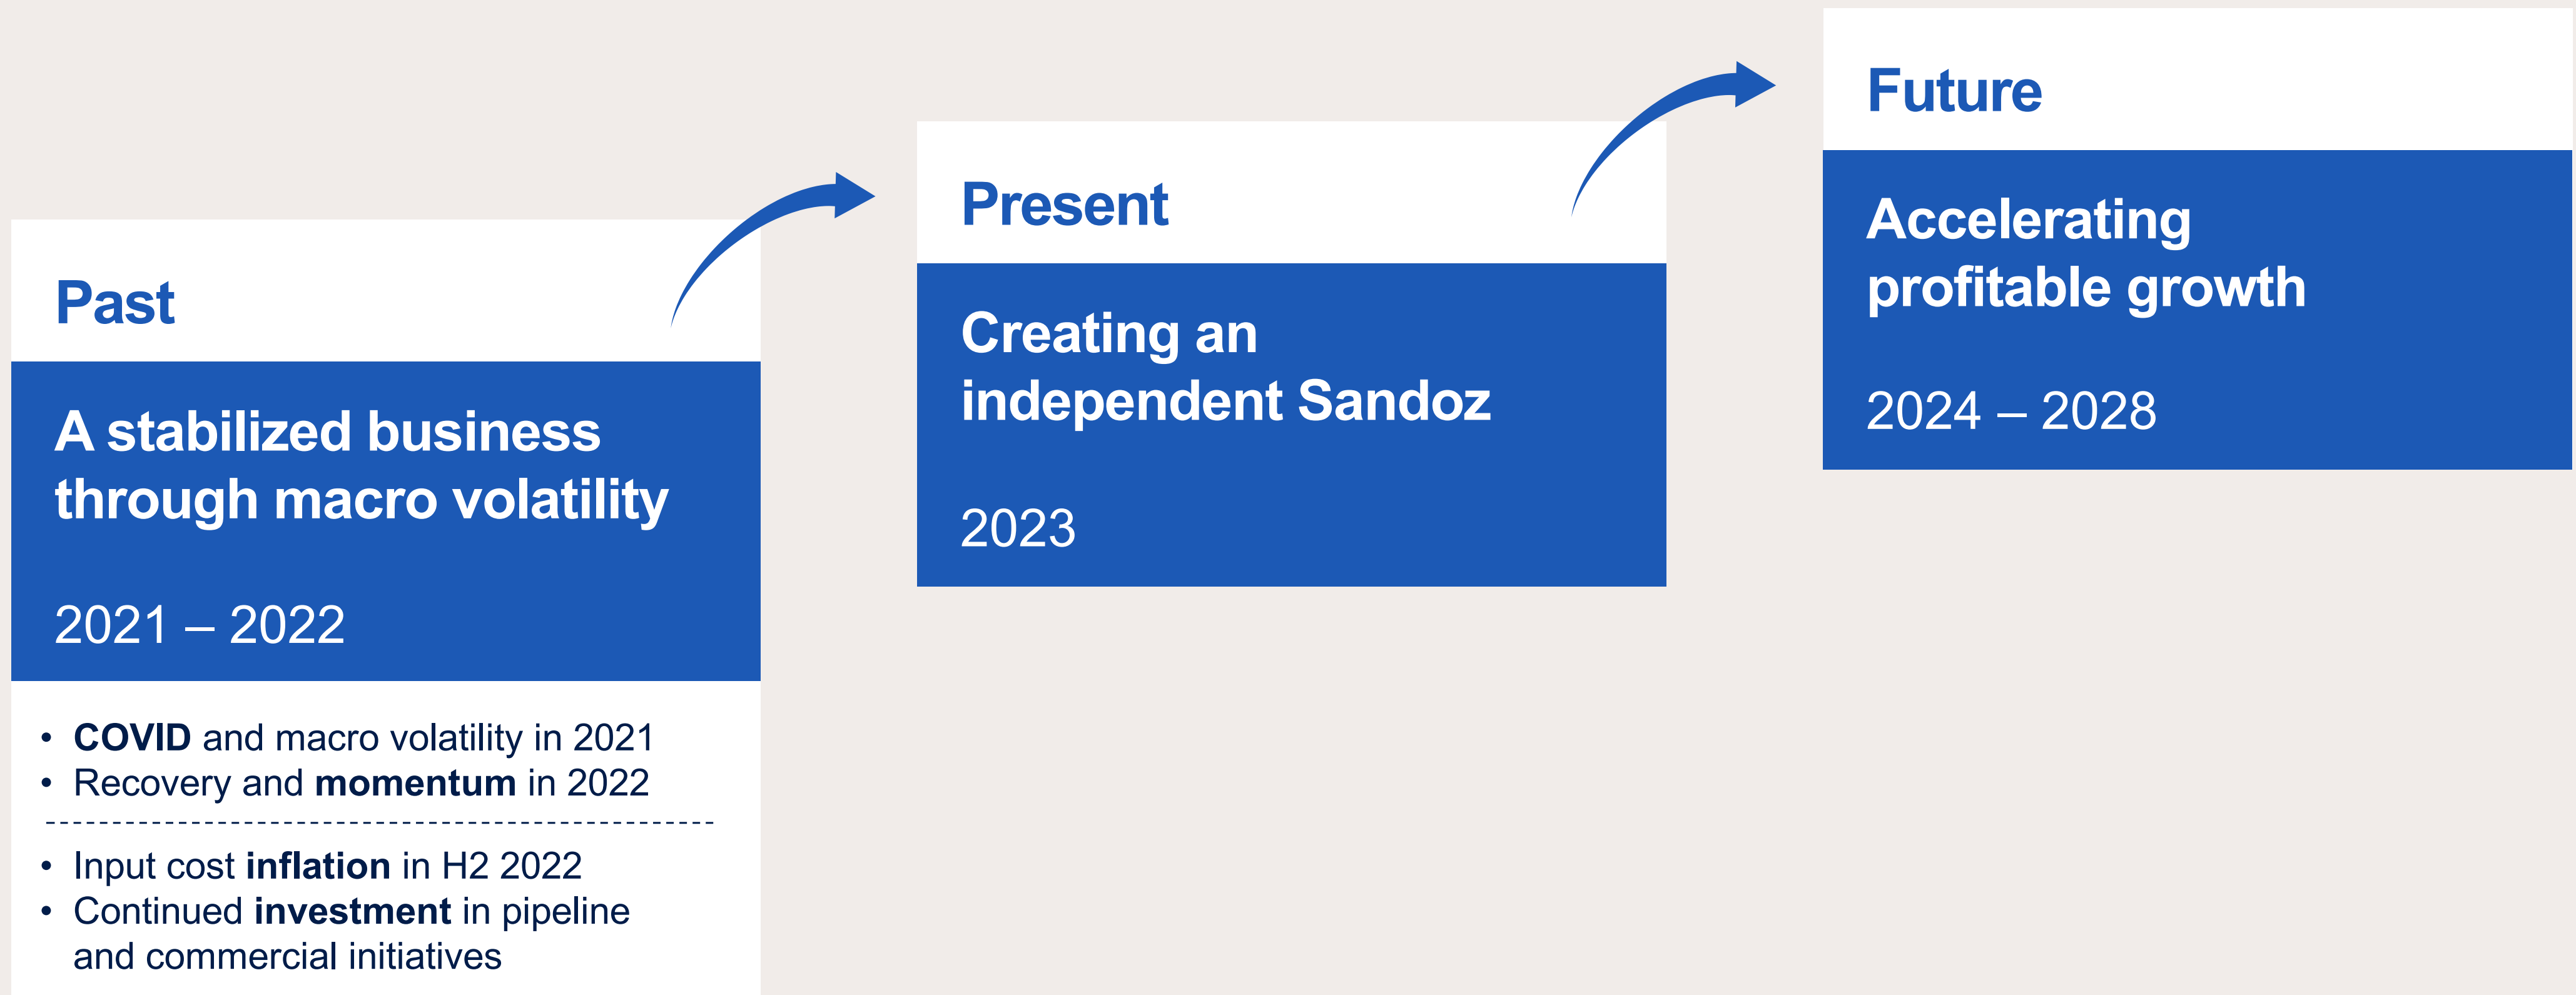 Past
A stabilized business
through macro volatility
2021 – 2022
• COVID and macro volatility in 2021
• Recovery and momentum in 2022
• Input cost inflation in H2 2022
• Continued investment in pipeline
and commercial initiatives
Present
Creating an
independent Sandoz
2023
Future
Accelerating
profitable growth
2024 – 2028